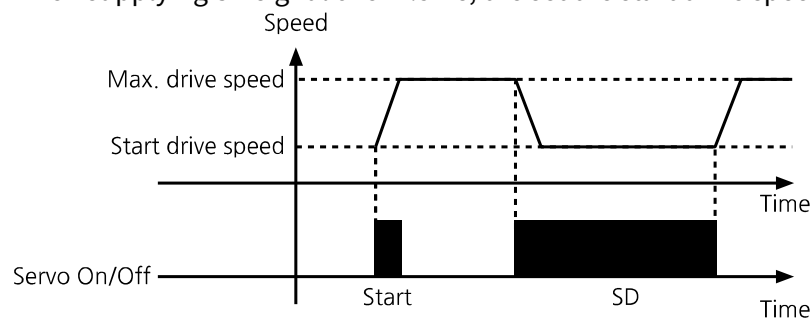 Speed
Max. drive speed
Start drive speed
Time
Servo On/Off
Start
SD
Time